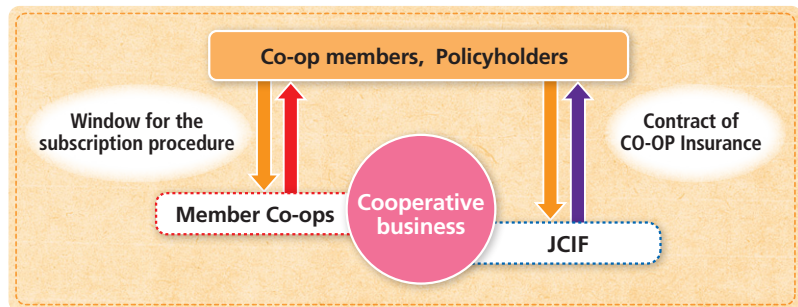 Co-op members, Policyholders
Window for the
subscription procedure
Contract of
CO-OP Insurance
Member Co-ops
Cooperative
business
JCIF